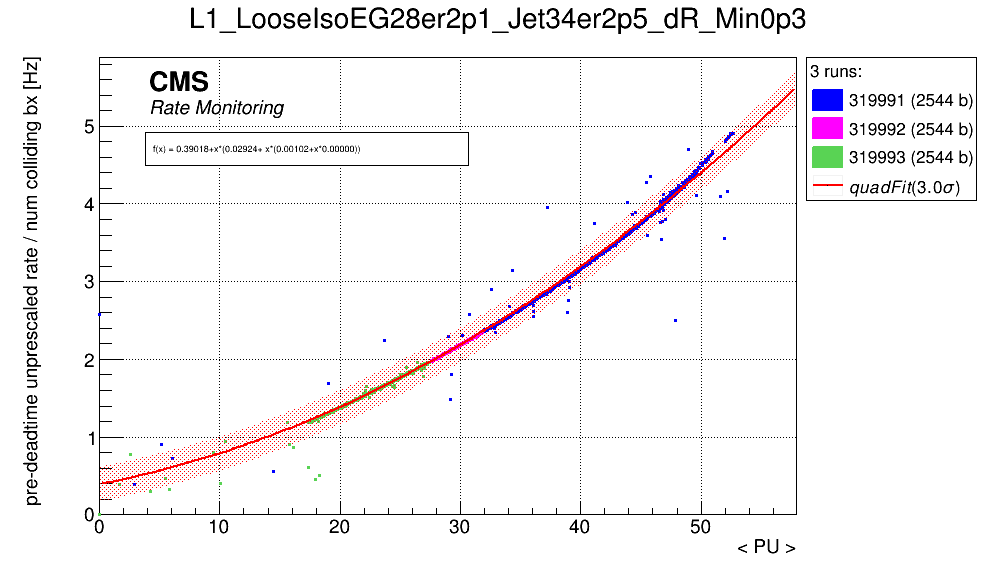 L1_LooseIsoEG28er2p1_Jet34er2p5_dR_Min0p3
pre-deadtime unprescaled rate / num colliding bx [Hz]
CMS
Rate Monitoring
f(x) = 0.39018+x*(0.02924+ x*(0.00102+x*0.00000))
5
4
3
2
1
0
0 10 20 30 40 50
< PU >
3 runs:
319991 (2544 b)
319992 (2544 b)
319993 (2544 b)
quadFit(3.0σ)